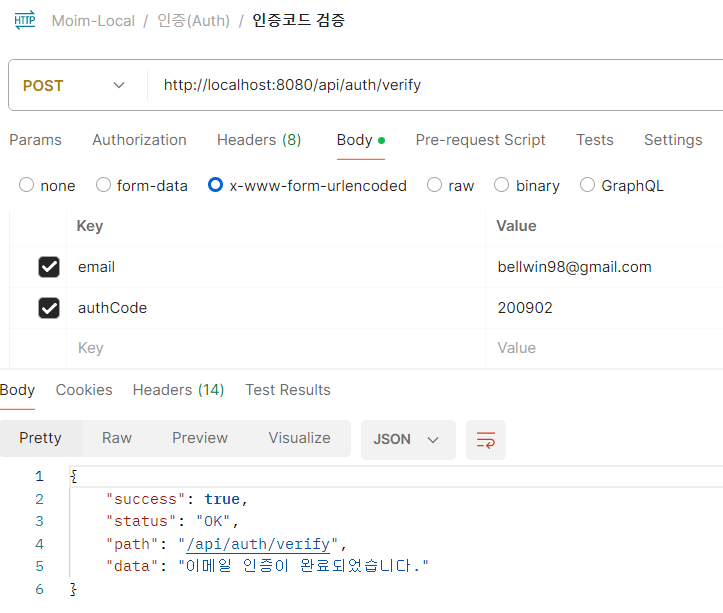 HTTP Moim-Local / 인증(Auth) / 인증코드 검증
POST http://localhost:8080/api/auth/verify
Params Authorization Headers (8) Body Pre-request Script Tests Settings
none form-data x-www-form-urlencoded raw binary GraphQL
Key Value
email bellwin98@gmail.com
authCode 200902
Key Value
Body Cookies Headers (14) Test Results
Pretty Raw Preview Visualize JSON
1 {
2 "success": true,
3 "status": "OK",
4 "path": "/api/auth/verify",
5 "data": "이메일 인증이 완료되었습니다."
6 }